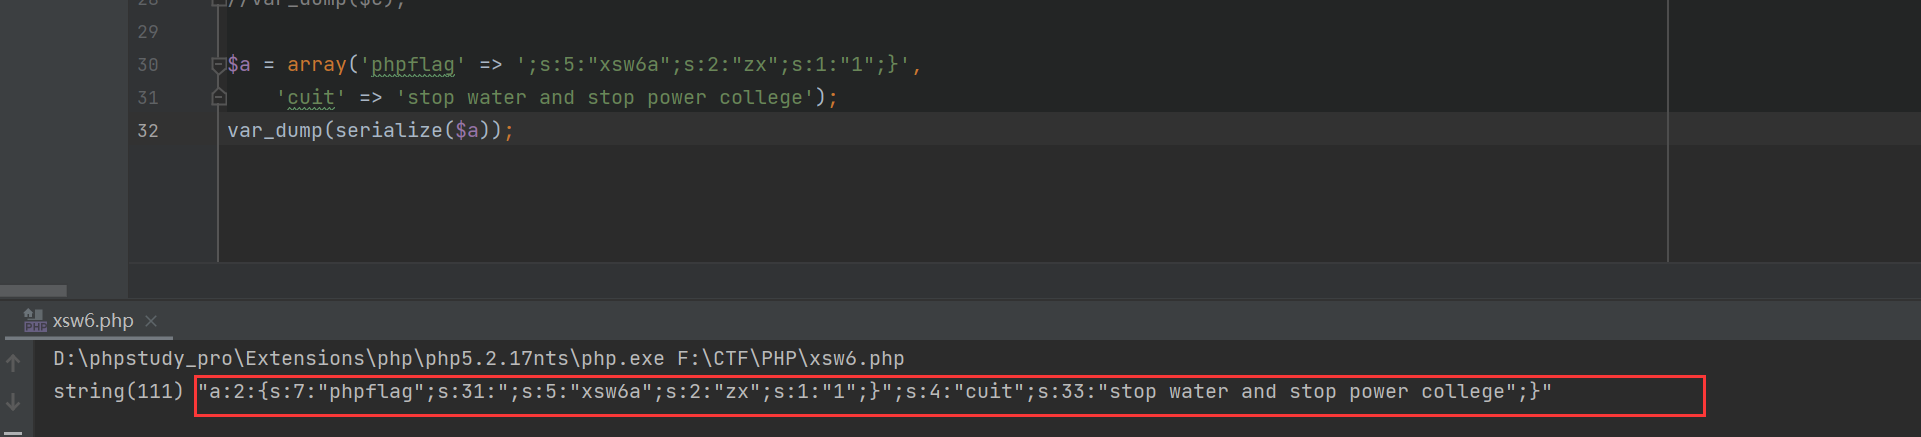 28 //var_dump($c);
29
30 $a = array('phpflag' => ';s:5:"xsw6a";s:2:"zx";s:1:"1";}',
31 'cuit' => 'stop water and stop power college');
32 var_dump(serialize($a));
xsw6.php
D:\phpstudy_pro\Extensions\php\php5.2.17nts\php.exe F:\CTF\PHP\xsw6.php
string(111) "a:2:{s:7:"phpflag";s:31:";s:5:"xsw6a";s:2:"zx";s:1:"1";}";s:4:"cuit";s:33:"stop water and stop power college";}"